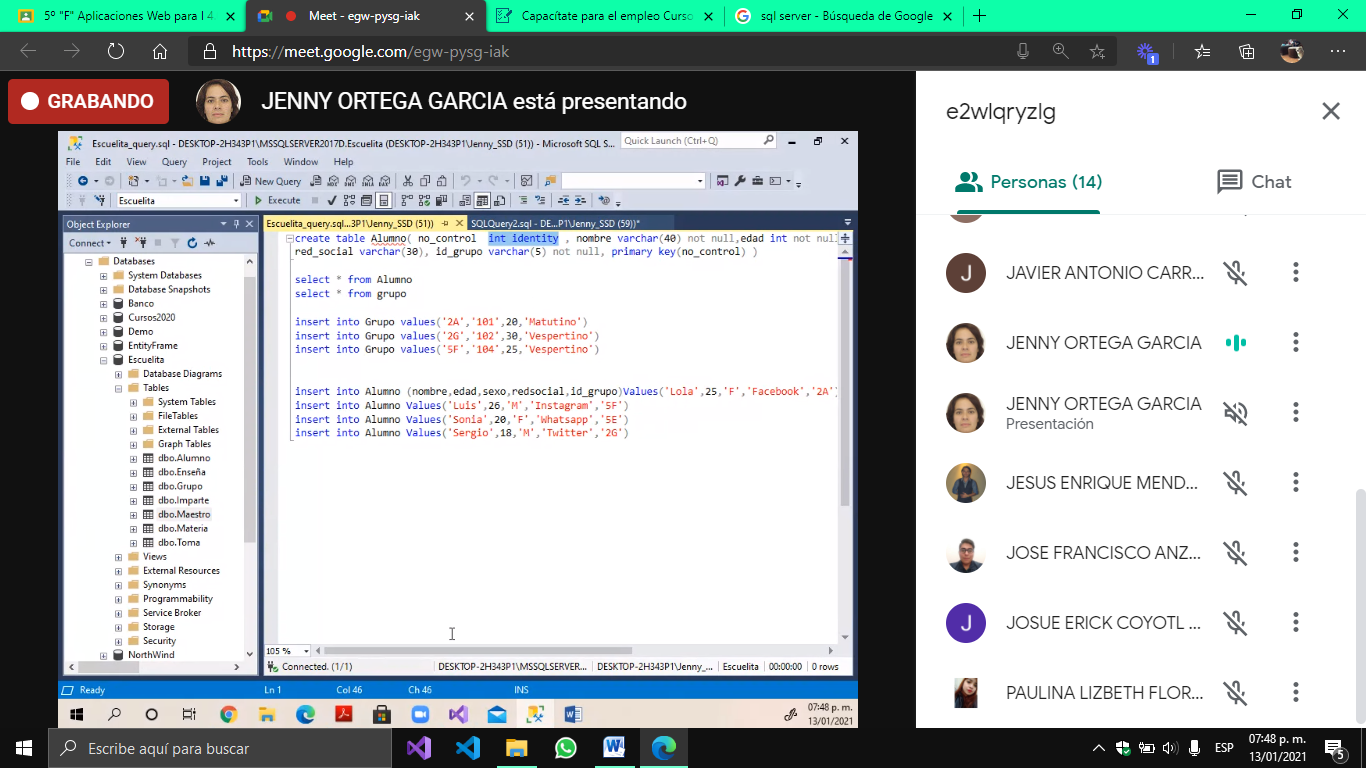 5º "F" Aplicaciones Web para I 4.
Meet - egw-pysg-iak
Capacítate para el empleo Curso
sql server - Búsqueda de Google
https://meet.google.com/egw-pysg-iak
1
GRABANDO
JENNY ORTEGA GARCIA está presentando
Escuelita_query.sql - DESKTOP-2H343P1\MSSQLSERVER2017D.Escuelita (DESKTOP-2H343P1\Jenny_SSD (51)) - Microsoft SQL S...
Quick Launch (Ctrl+Q)
File Edit View Query Project Tools Window Help
New Query
Escuelita
Execute
Object Explorer
Connect
Databases
System Databases
Database Snapshots
Banco
Cursos2020
Demo
EntityFrame
Escuelita
Database Diagrams
Tables
System Tables
FileTables
External Tables
Graph Tables
dbo.Alumno
dbo.Enseña
dbo.Grupo
dbo.Imparte
dbo.Maestro
dbo.Materia
dbo.Toma
Views
External Resources
Synonyms
Programmability
Service Broker
Storage
Security
NorthWind
Escuelita_query.sql...3P1\Jenny_SSD (51))
SQLQuery2.sql - DE...P1\Jenny_SSD (59))*
create table Alumno( no_control int identity , nombre varchar(40) not null,edad int not null
red_social varchar(30), id_grupo varchar(5) not null, primary key(no_control) )
select * from Alumno
select * from grupo
insert into Grupo values('2A','101',20,'Matutino')
insert into Grupo values('2G','102',30,'Vespertino')
insert into Grupo values('5F','104',25,'Vespertino')
insert into Alumno (nombre,edad,sexo,redsocial,id_grupo)Values('Lola',25,'F','Facebook','2A')
insert into Alumno Values('Luis',26,'M','Instagram','5F')
insert into Alumno Values('Sonia',20,'F','Whatsapp','5E')
insert into Alumno Values('Sergio',18,'M','Twitter','2G')
105 %
Connected. (1/1)
DESKTOP-2H343P1\MSSQLSERVER...
DESKTOP-2H343P1\Jenny_...
Escuelita
00:00:00
0 rows
Ready
Ln 1
Col 46
Ch 46
INS
07:48 p. m.
13/01/2021
e2wlqryzlg
Personas (14)
Chat
J
JAVIER ANTONIO CARR...
JENNY ORTEGA GARCIA
JENNY ORTEGA GARCIA
Presentación
JESUS ENRIQUE MEND...
JOSE FRANCISCO ANZ...
J
JOSUE ERICK COYOTL ...
PAULINA LIZBETH FLOR...
Escribe aquí para buscar
ESP
07:48 p. m.
13/01/2021
5